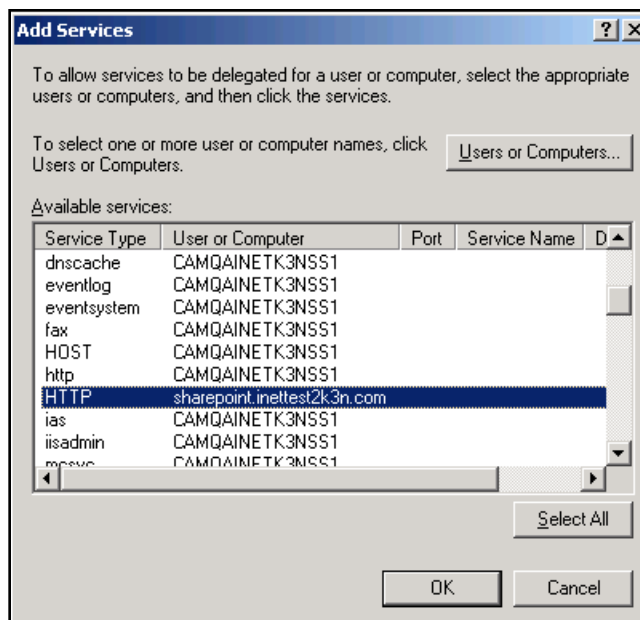 Add Services
To allow services to be delegated for a user or computer, select the appropriate
users or computers, and then click the services.
To select one or more user or computer names, click
Users or Computers.
Users or Computers...
Available services:
Service Type User or Computer Port Service Name D
dnscache CAMQAINETK3NSS1
eventlog CAMQAINETK3NSS1
eventsystem CAMQAINETK3NSS1
fax CAMQAINETK3NSS1
HOST CAMQAINETK3NSS1
http CAMQAINETK3NSS1
HTTP sharepoint.inettest2k3n.com
ias CAMQAINETK3NSS1
iisadmin CAMQAINETK3NSS1
mcsvc CAMQAINETK3NSS1
Select All
OK Cancel